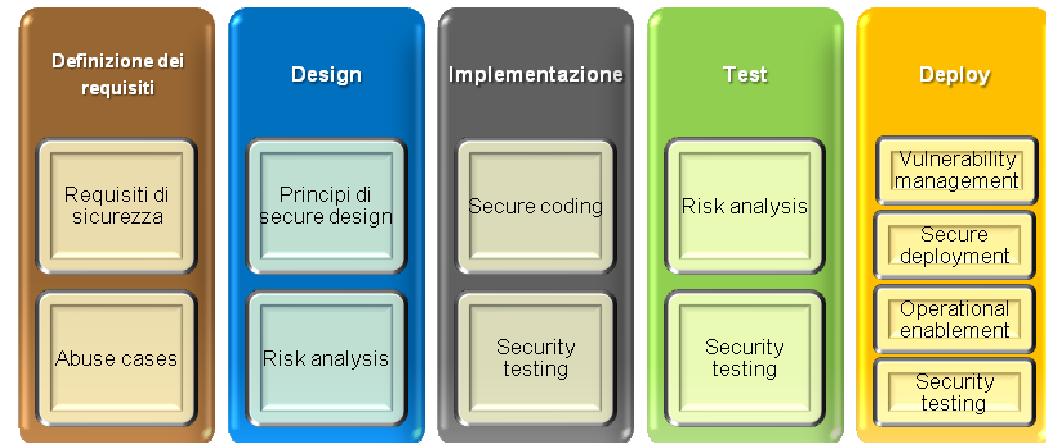 Definizione dei
requisiti
Requisiti di
sicurezza
Abuse cases
Design
Principi di
secure design
Risk analysis
Implementazione
Secure coding
Security
testing
Test
Risk analysis
Security
testing
Deploy
Vulnerability
management
Secure
deployment
Operational
enablement
Security
testing